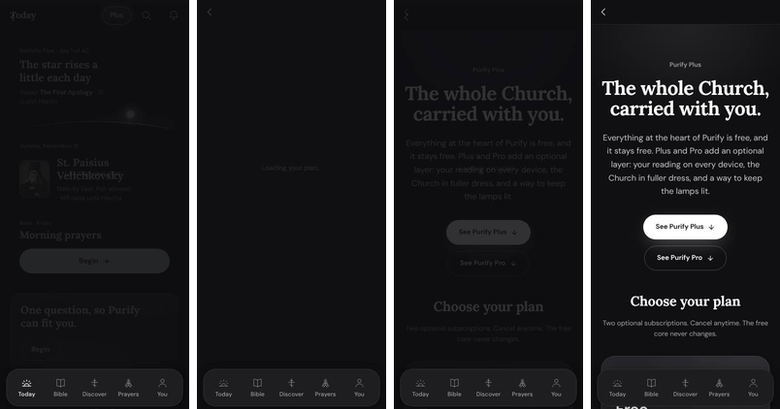 Today
Plus
The star rises a
little each day
The First Apology
St. Paisius
Velichkovsky
Morning prayers
Begin →
One question, so Purify
can fit you.
Begin
Today
Bible
Discover
Prayers
You
Loading your plan
Today
Bible
Discover
Prayers
You
Purify Plus
The whole Church,
carried with you.
Everything at the heart of Purify is free, and
it stays free. Plus and Pro add an optional
layer: your reading on every device, the
Church in fuller dress, and a way to keep
the lamps lit.
See Purify Plus ↓
See Purify Pro ↓
Choose your plan
Two optional subscriptions. Cancel anytime. The free
core never changes.
Today
Bible
Discover
Prayers
You
Purify Plus
The whole Church,
carried with you.
Everything at the heart of Purify is free, and
it stays free. Plus and Pro add an optional
layer: your reading on every device, the
Church in fuller dress, and a way to keep
the lamps lit.
See Purify Plus ↓
See Purify Pro ↓
Choose your plan
Two optional subscriptions. Cancel anytime. The free
core never changes.
Today
Bible
Discover
Prayers
You
Free